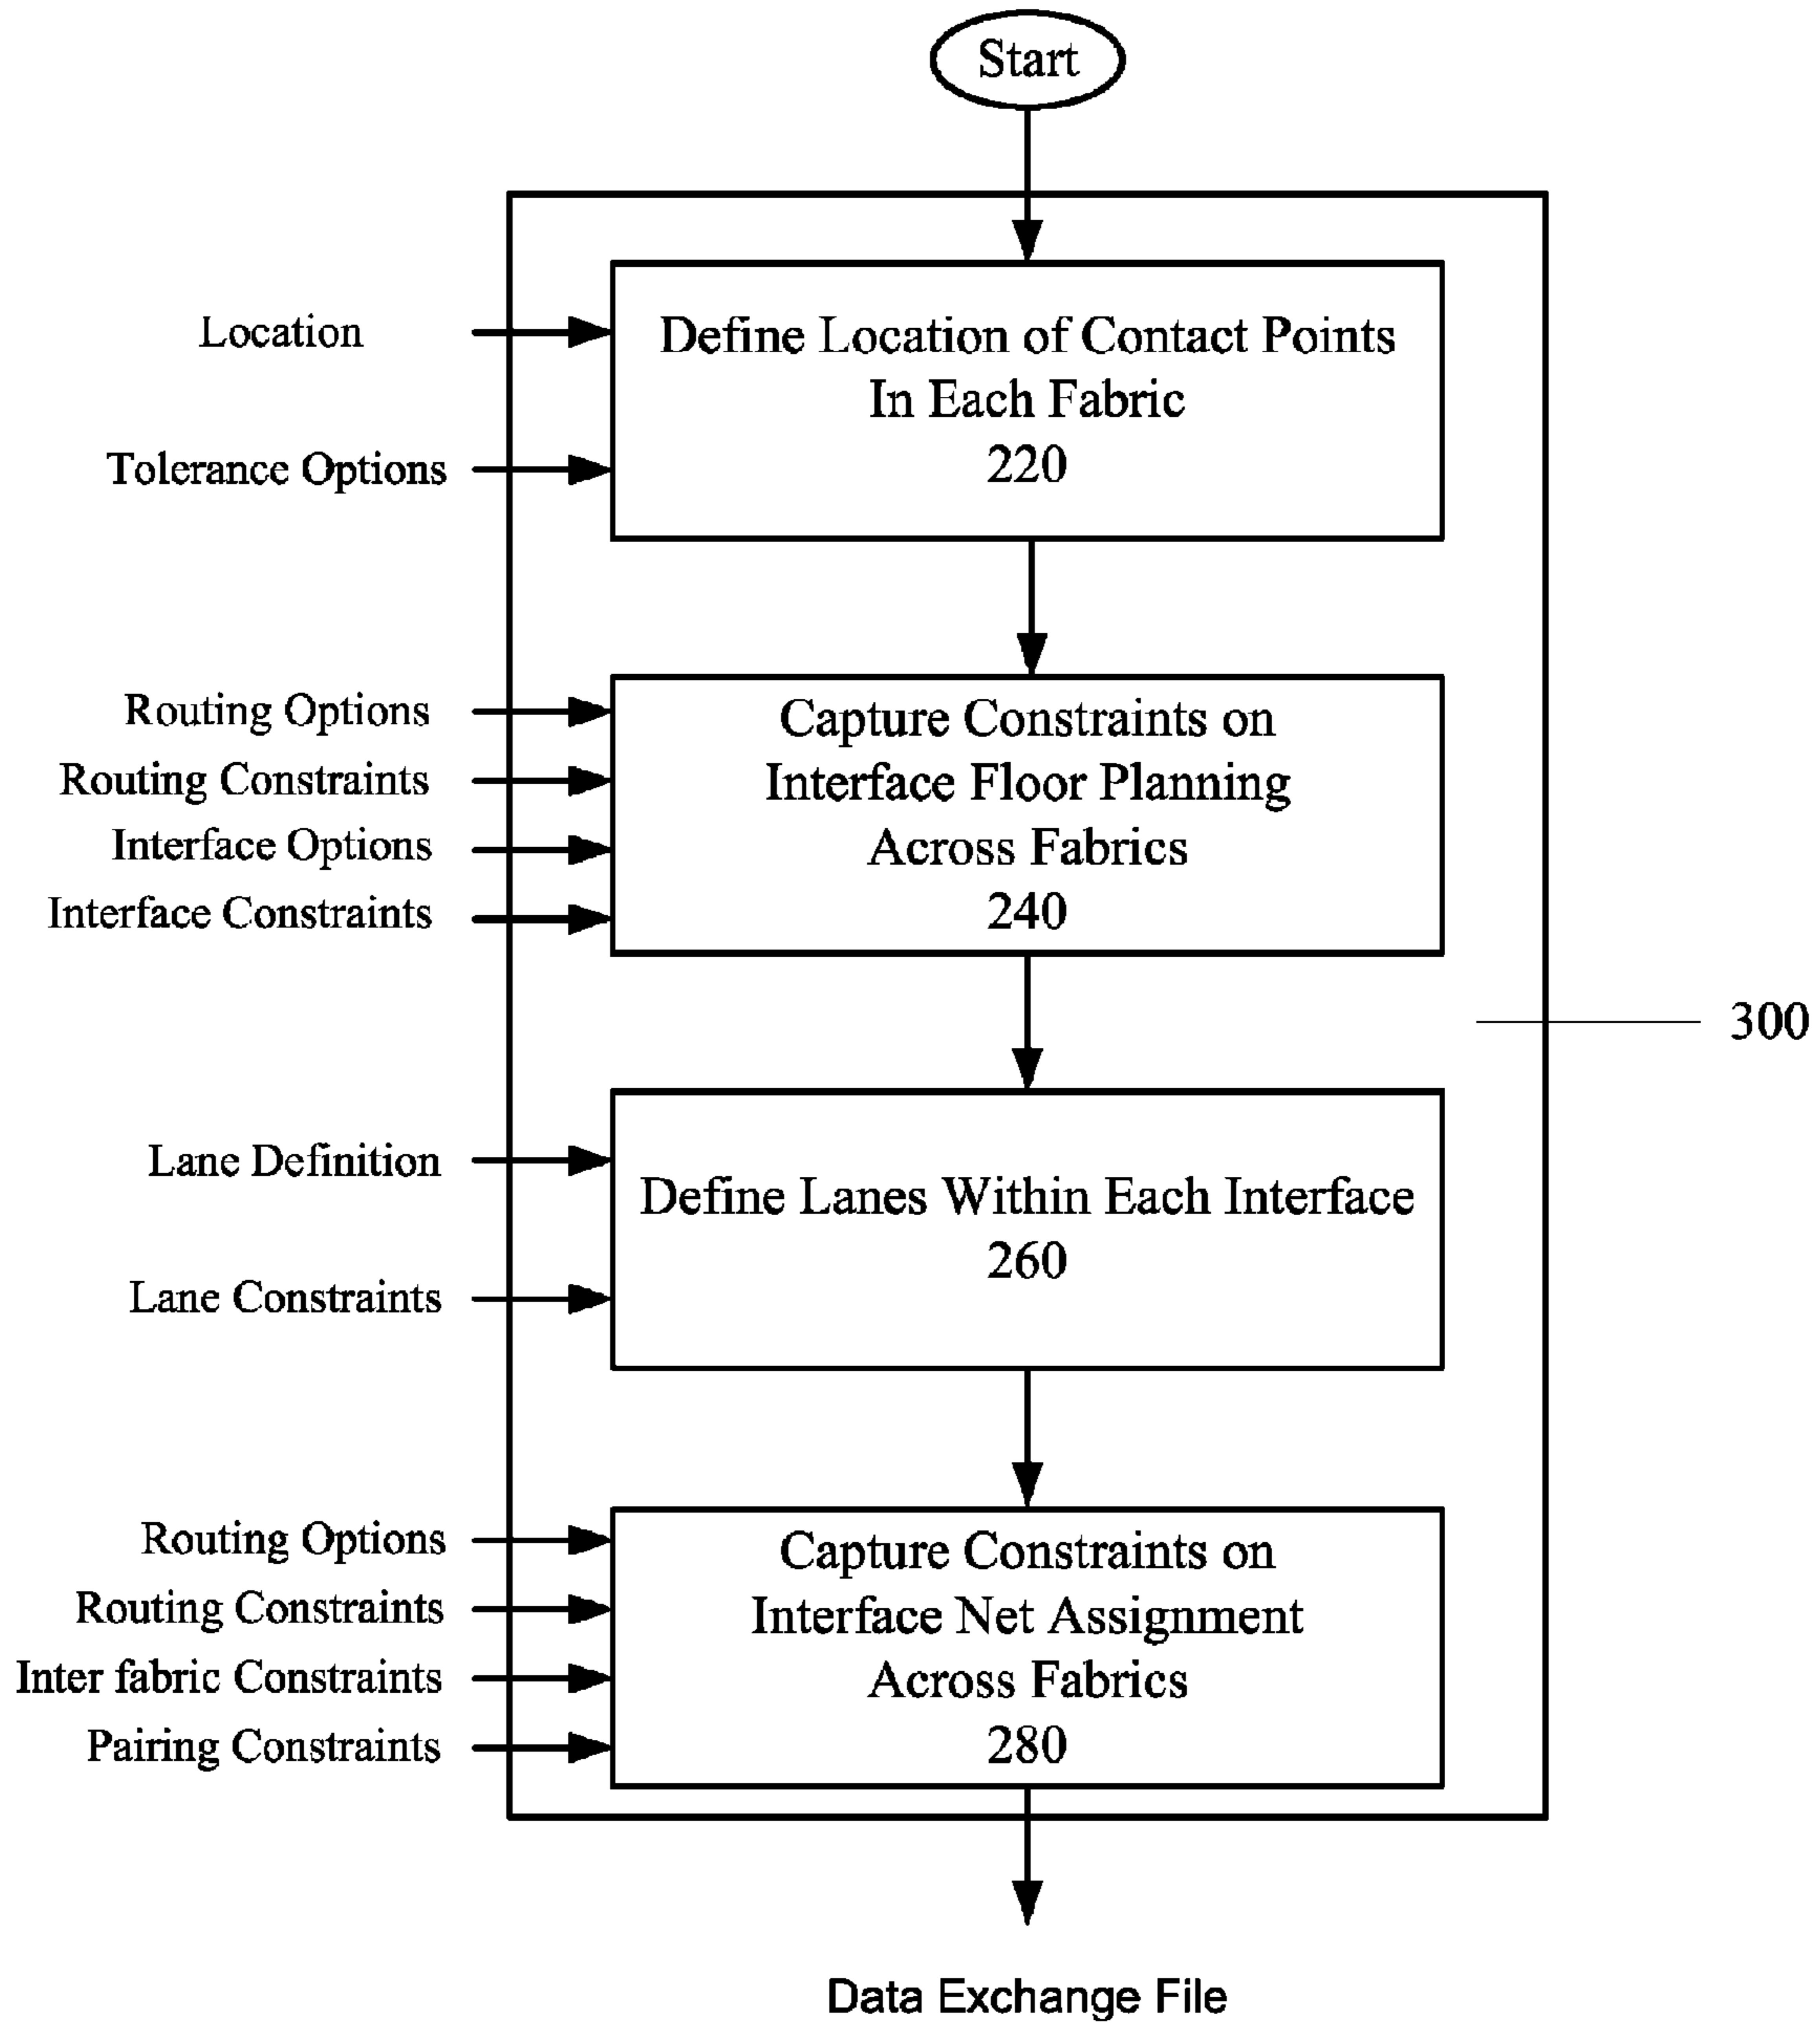 Start
Location
Tolerance Options
Define Location of Contact Points
In Each Fabric
220
Routing Options
Routing Constraints
Interface Options
Interface Constraints
Capture Constraints on
Interface Floor Planning
Across Fabrics
240
300
Lane Definition
Lane Constraints
Define Lanes Within Each Interface
260
Routing Options
Routing Constraints
Inter fabric Constraints
Pairing Constraints
Capture Constraints on
Interface Net Assignment
Across Fabrics
280
Data Exchange File